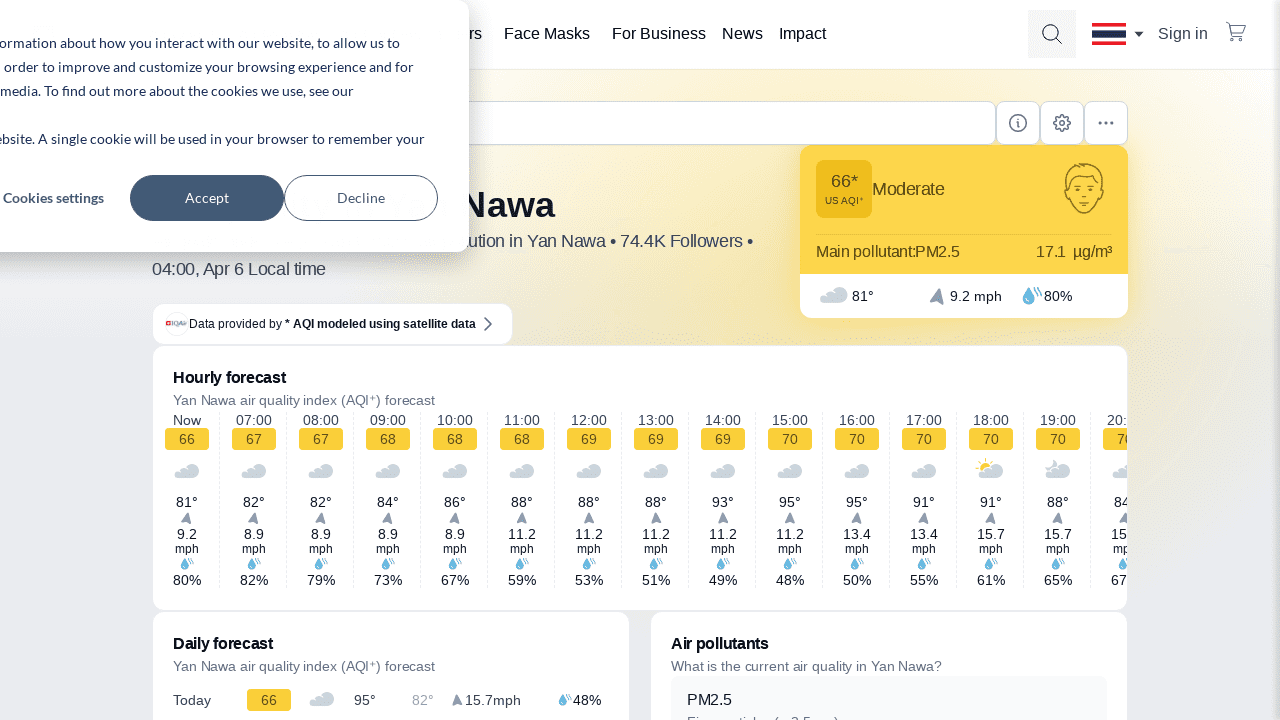 rs Face Masks For Business News Impact Sign in
ormation about how you interact with our website, to allow us to
order to improve and customize your browsing experience and for
media. To find out more about the cookies we use, see our
ebsite. A single cookie will be used in your browser to remember your
Cookies settings Accept Decline
Nawa
ution in Yan Nawa • 74.4K Followers •
04:00, Apr 6 Local time
66*
US AQI⁺
Moderate
Main pollutant:PM2.5 17.1 µg/m³
81° 9.2 mph 80%
IQAir Data provided by * AQI modeled using satellite data
Hourly forecast
Yan Nawa air quality index (AQI⁺) forecast
Now 07:00 08:00 09:00 10:00 11:00 12:00 13:00 14:00 15:00 16:00 17:00 18:00 19:00 20:
66 67 67 68 68 68 69 69 69 70 70 70 70 70 70
81° 82° 82° 84° 86° 88° 88° 88° 93° 95° 95° 91° 91° 88° 84
9.2 8.9 8.9 8.9 8.9 11.2 11.2 11.2 11.2 11.2 13.4 13.4 15.7 15.7 15
mph mph mph mph mph mph mph mph mph mph mph mph mph mph mp
80% 82% 79% 73% 67% 59% 53% 51% 49% 48% 50% 55% 61% 65% 67
Daily forecast
Yan Nawa air quality index (AQI⁺) forecast
Today 66 95° 82° 15.7mph 48%
Air pollutants
What is the current air quality in Yan Nawa?
PM2.5